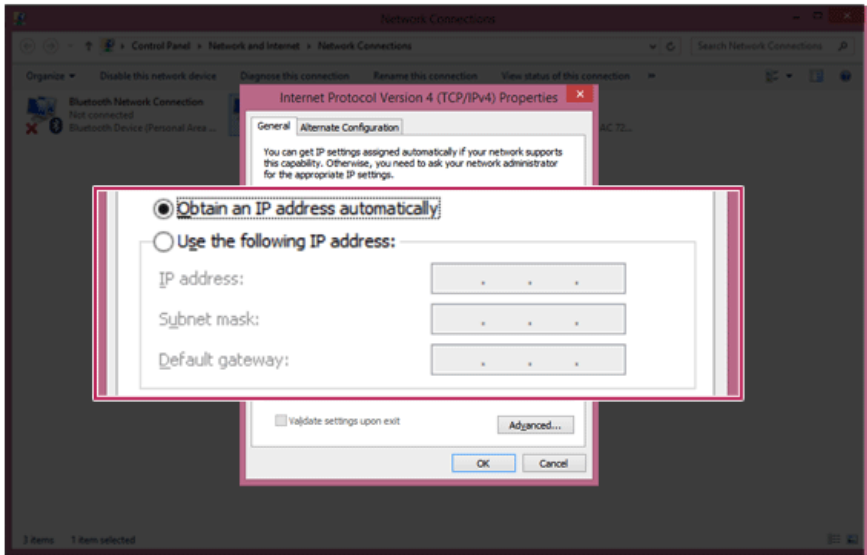 Network Connections
Control Panel › Network and Internet › Network Connections
Search Network Connections
Organize
Disable this network device
Diagnose this connection
Rename this connection
View status of this connection
»
Bluetooth Network Connection
Not connected
Bluetooth Device (Personal Area ...
AC 72...
Internet Protocol Version 4 (TCP/IPv4) Properties
General
Alternate Configuration
You can get IP settings assigned automatically if your network supports
this capability. Otherwise, you need to ask your network administrator
for the appropriate IP settings.
Obtain an IP address automatically
Use the following IP address:
IP address:
. . .
Subnet mask:
. . .
Default gateway:
. . .
Validate settings upon exit
Advanced...
OK
Cancel
3 items
1 item selected